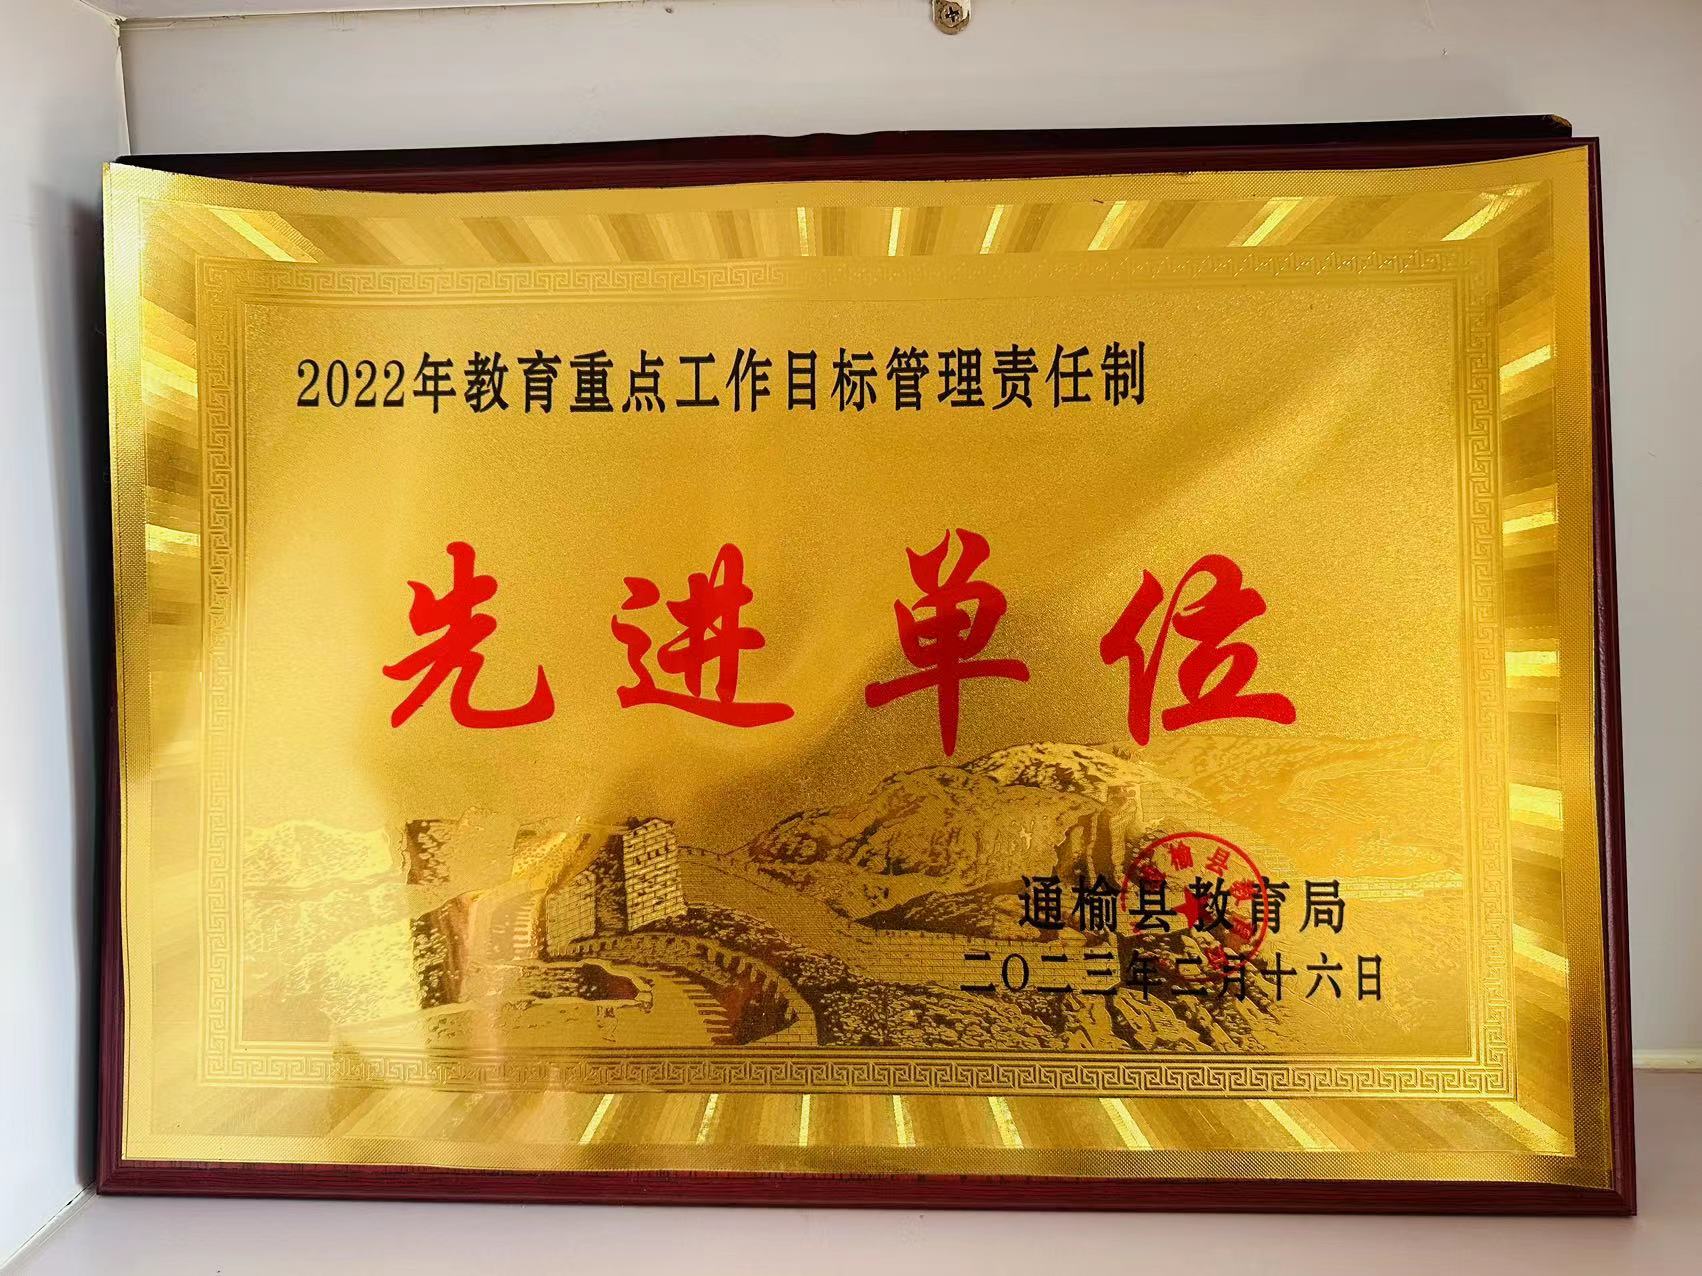 2022年教育重点工作目标管理责任制
先进单位
通榆县教育局
二〇二三年二月十六日